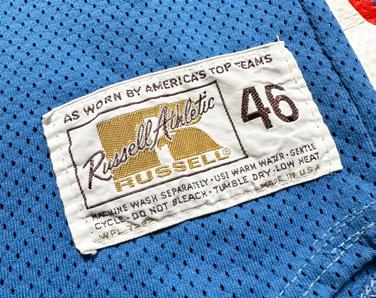 AS WORN BY AMERICA'S TOP TEAMS
Russell Athletic
RUSSELL®
46
MACHINE WASH SEPARATELY · USE WARM WATER · GENTLE
CYCLE · DO NOT BLEACH · TUMBLE DRY · LOW HEAT
WPL
MADE IN U.S.A.